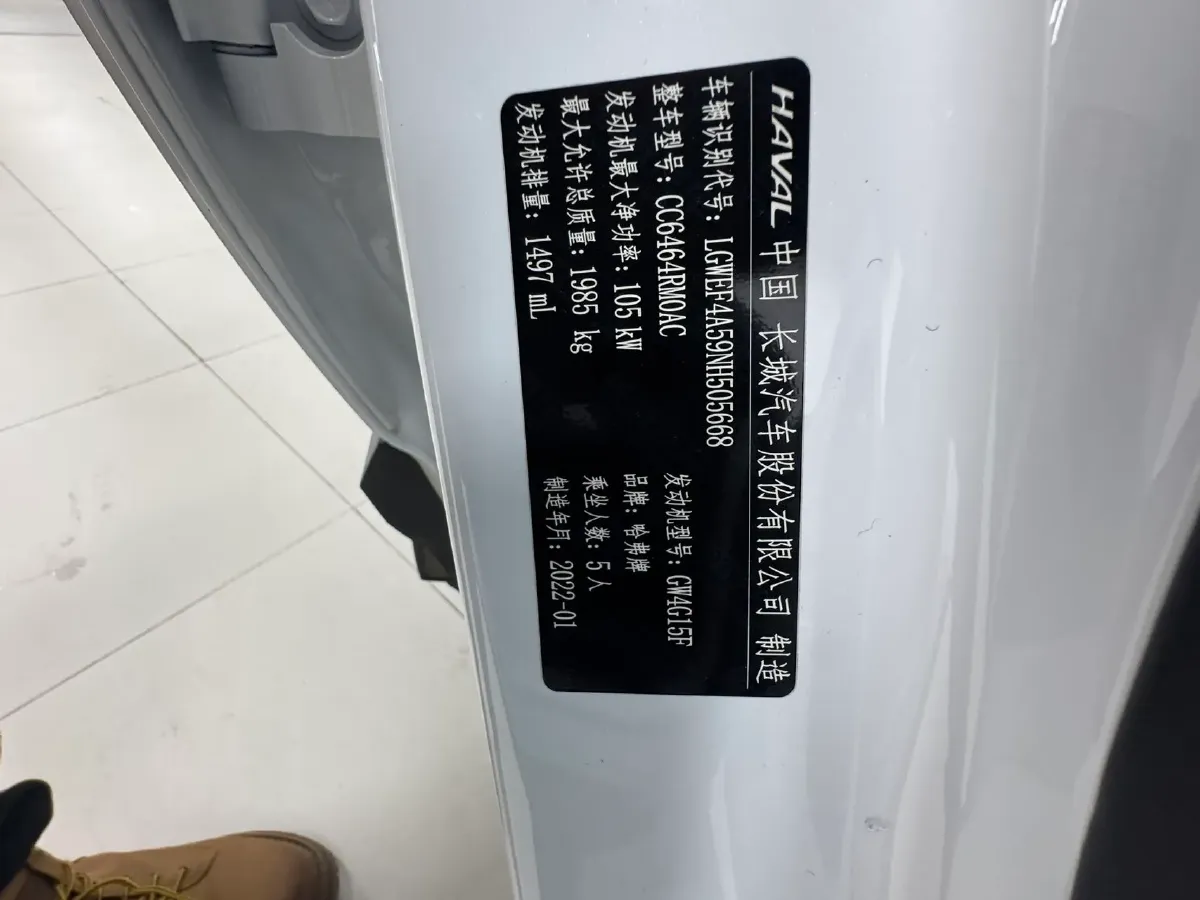 HAVAL 中国 长城汽车股份有限公司 制造
车辆识别代号：LGWEF4A59NH505668
整车型号：CC6464RM0AC
发动机型号：GW4G15F
发动机最大净功率：105 kW
品牌：哈弗牌
最大允许总质量：1985 kg
乘坐人数：5 人
发动机排量：1497 mL
制造年月：2022-01